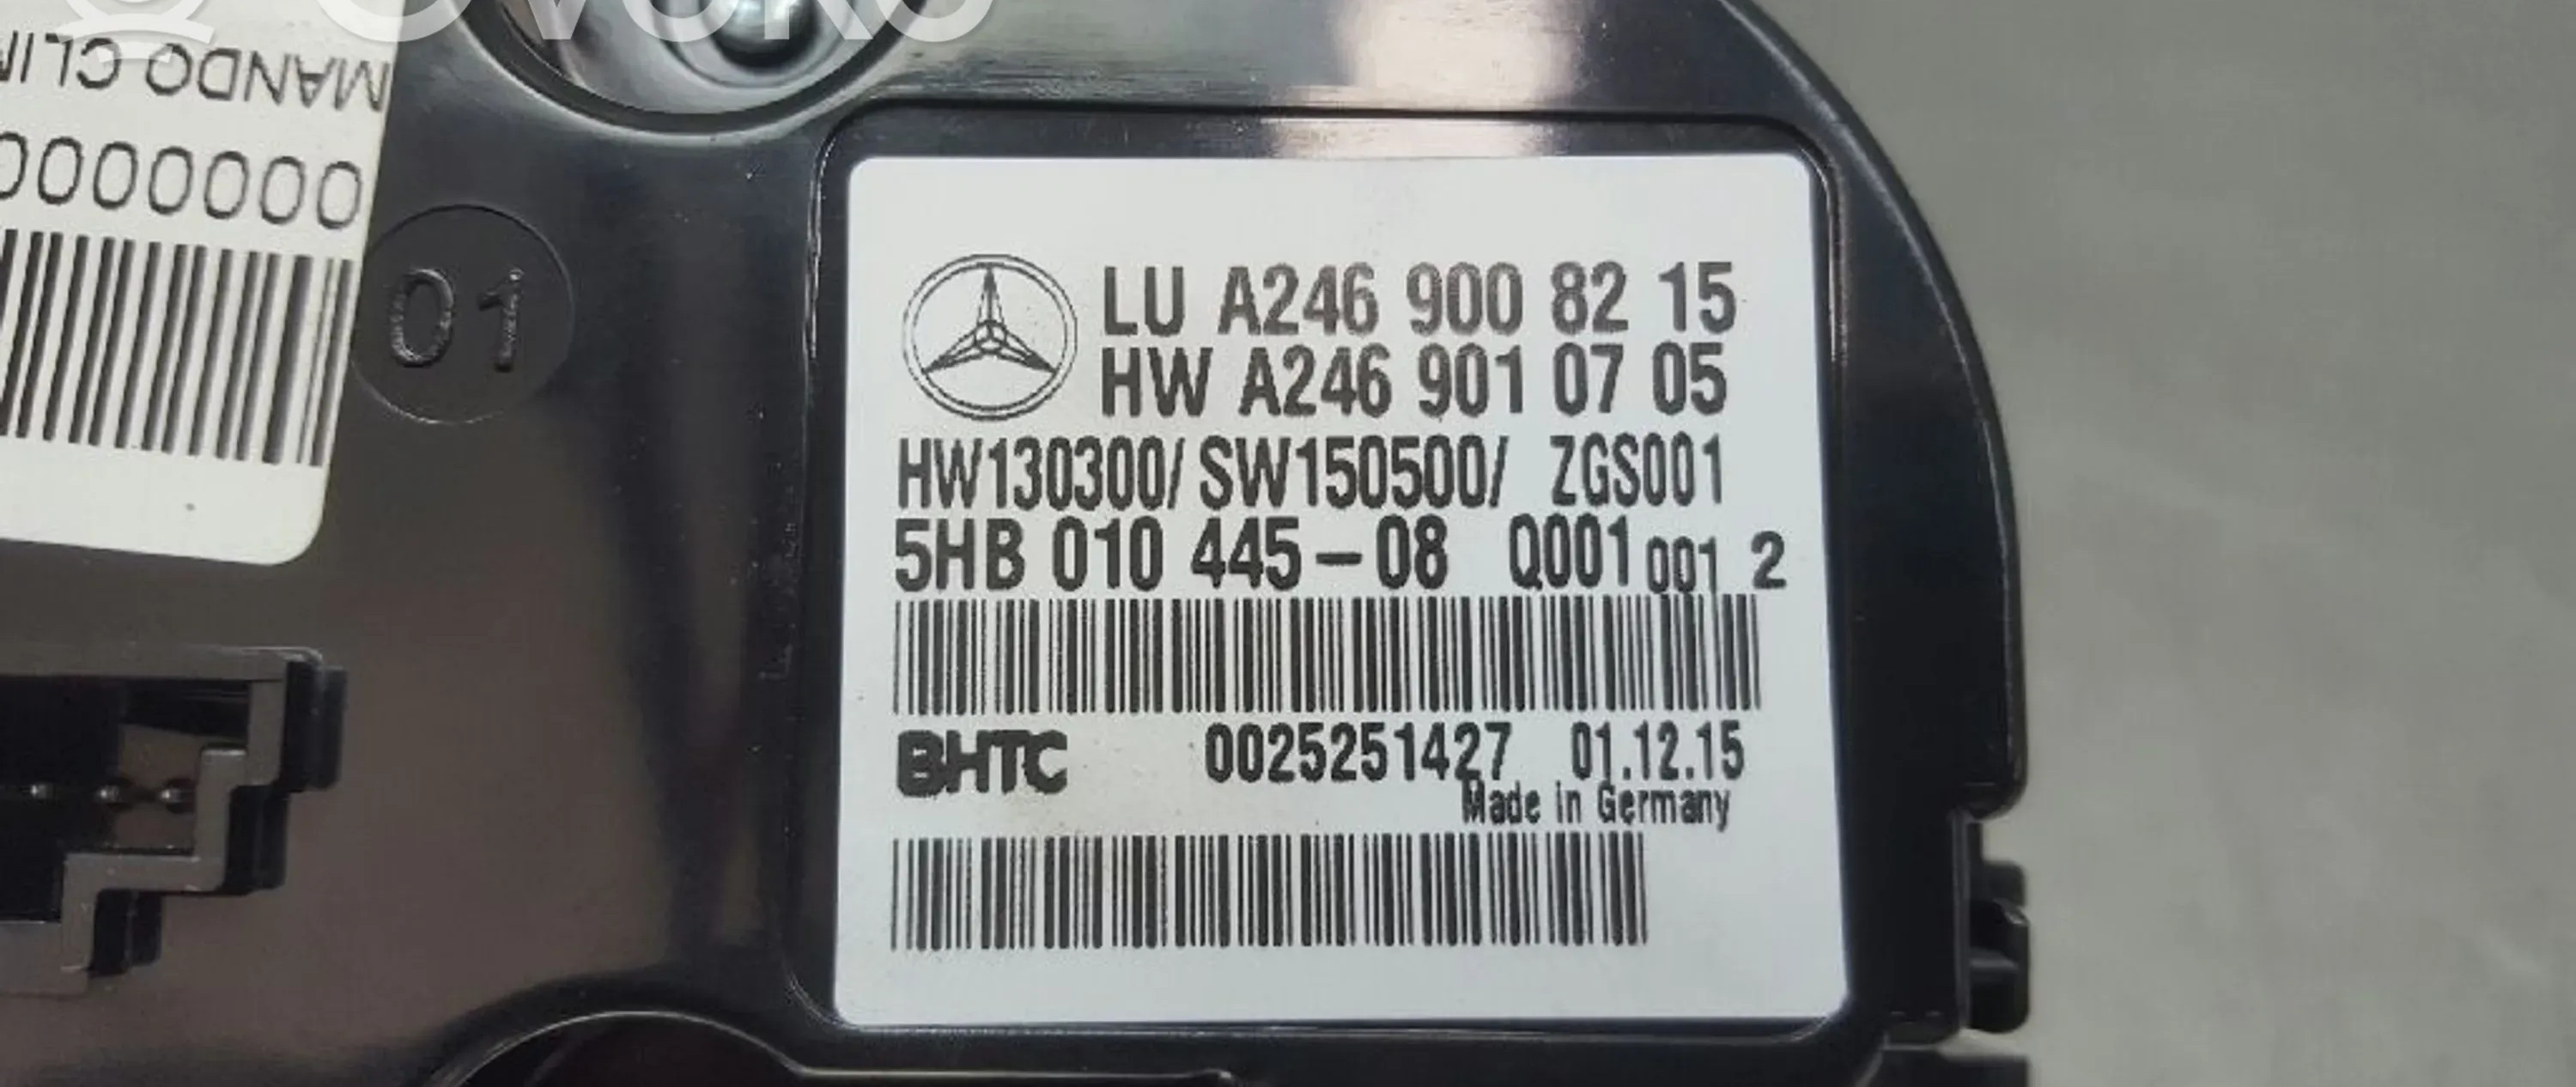 MANDO CLIM
0000000
01
LU A246 900 82 15
HW A246 901 07 05
HW130300/ SW150500/ ZGS001
5HB 010 445-08 Q001 001 2
BHTC 0025251427 01.12.15
Made in Germany